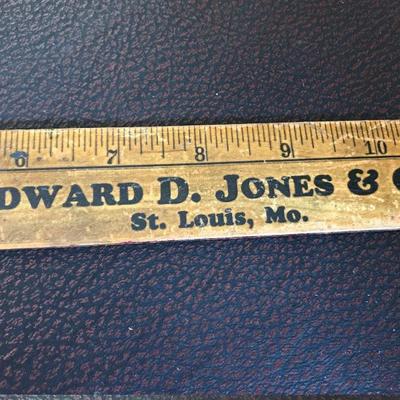 6 7 8 9 10
DWARD D. JONES & C
St. Louis, Mo.